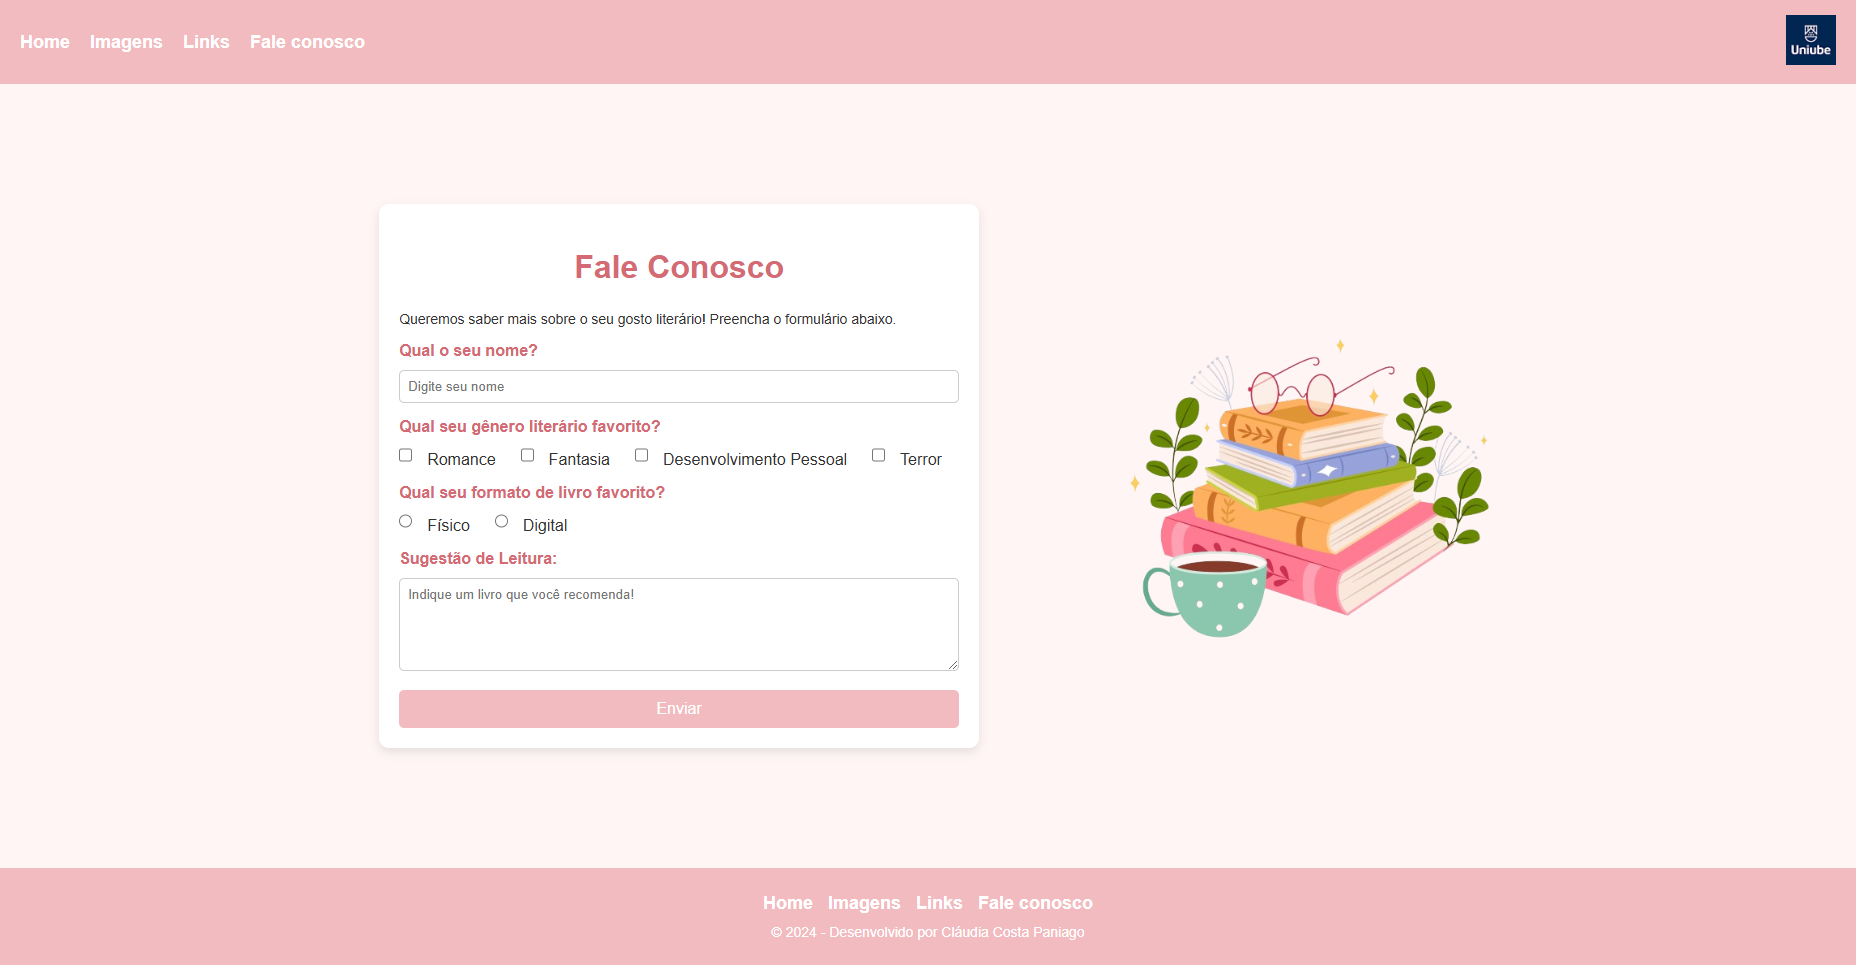 Home Imagens Links Fale conosco
Uniube
Fale Conosco
Queremos saber mais sobre o seu gosto literário! Preencha o formulário abaixo.
Qual o seu nome?
Digite seu nome
Qual seu gênero literário favorito?
Romance Fantasia Desenvolvimento Pessoal Terror
Qual seu formato de livro favorito?
Físico Digital
Sugestão de Leitura:
Indique um livro que você recomenda!
Enviar
Home Imagens Links Fale conosco
© 2024 - Desenvolvido por Cláudia Costa Paniago